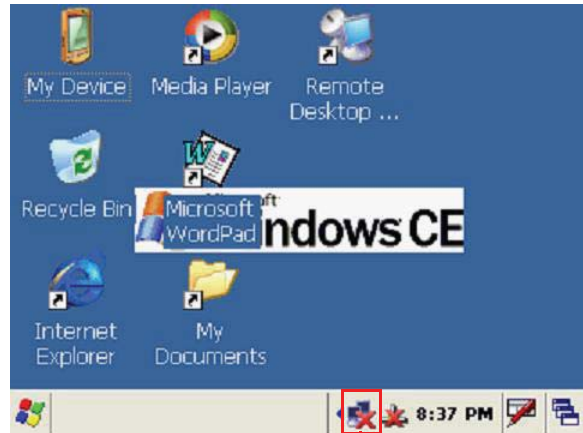 My Device
Media Player
Remote
Desktop ...
Recycle Bin
Microsoft
WordPad
ndows CE
Internet
Explorer
My
Documents
8:37 PM